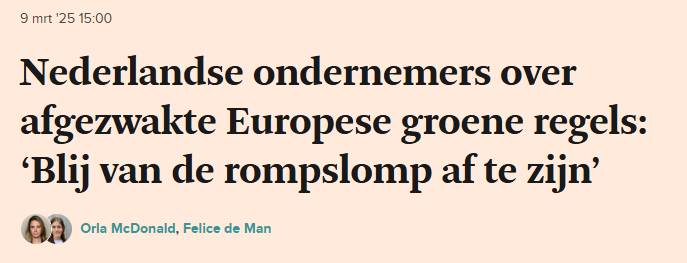 9 mrt '25 15:00
Nederlandse ondernemers over
afgezwakte Europese groene regels:
‘Blij van de rompslomp af te zijn’
Orla McDonald, Felice de Man